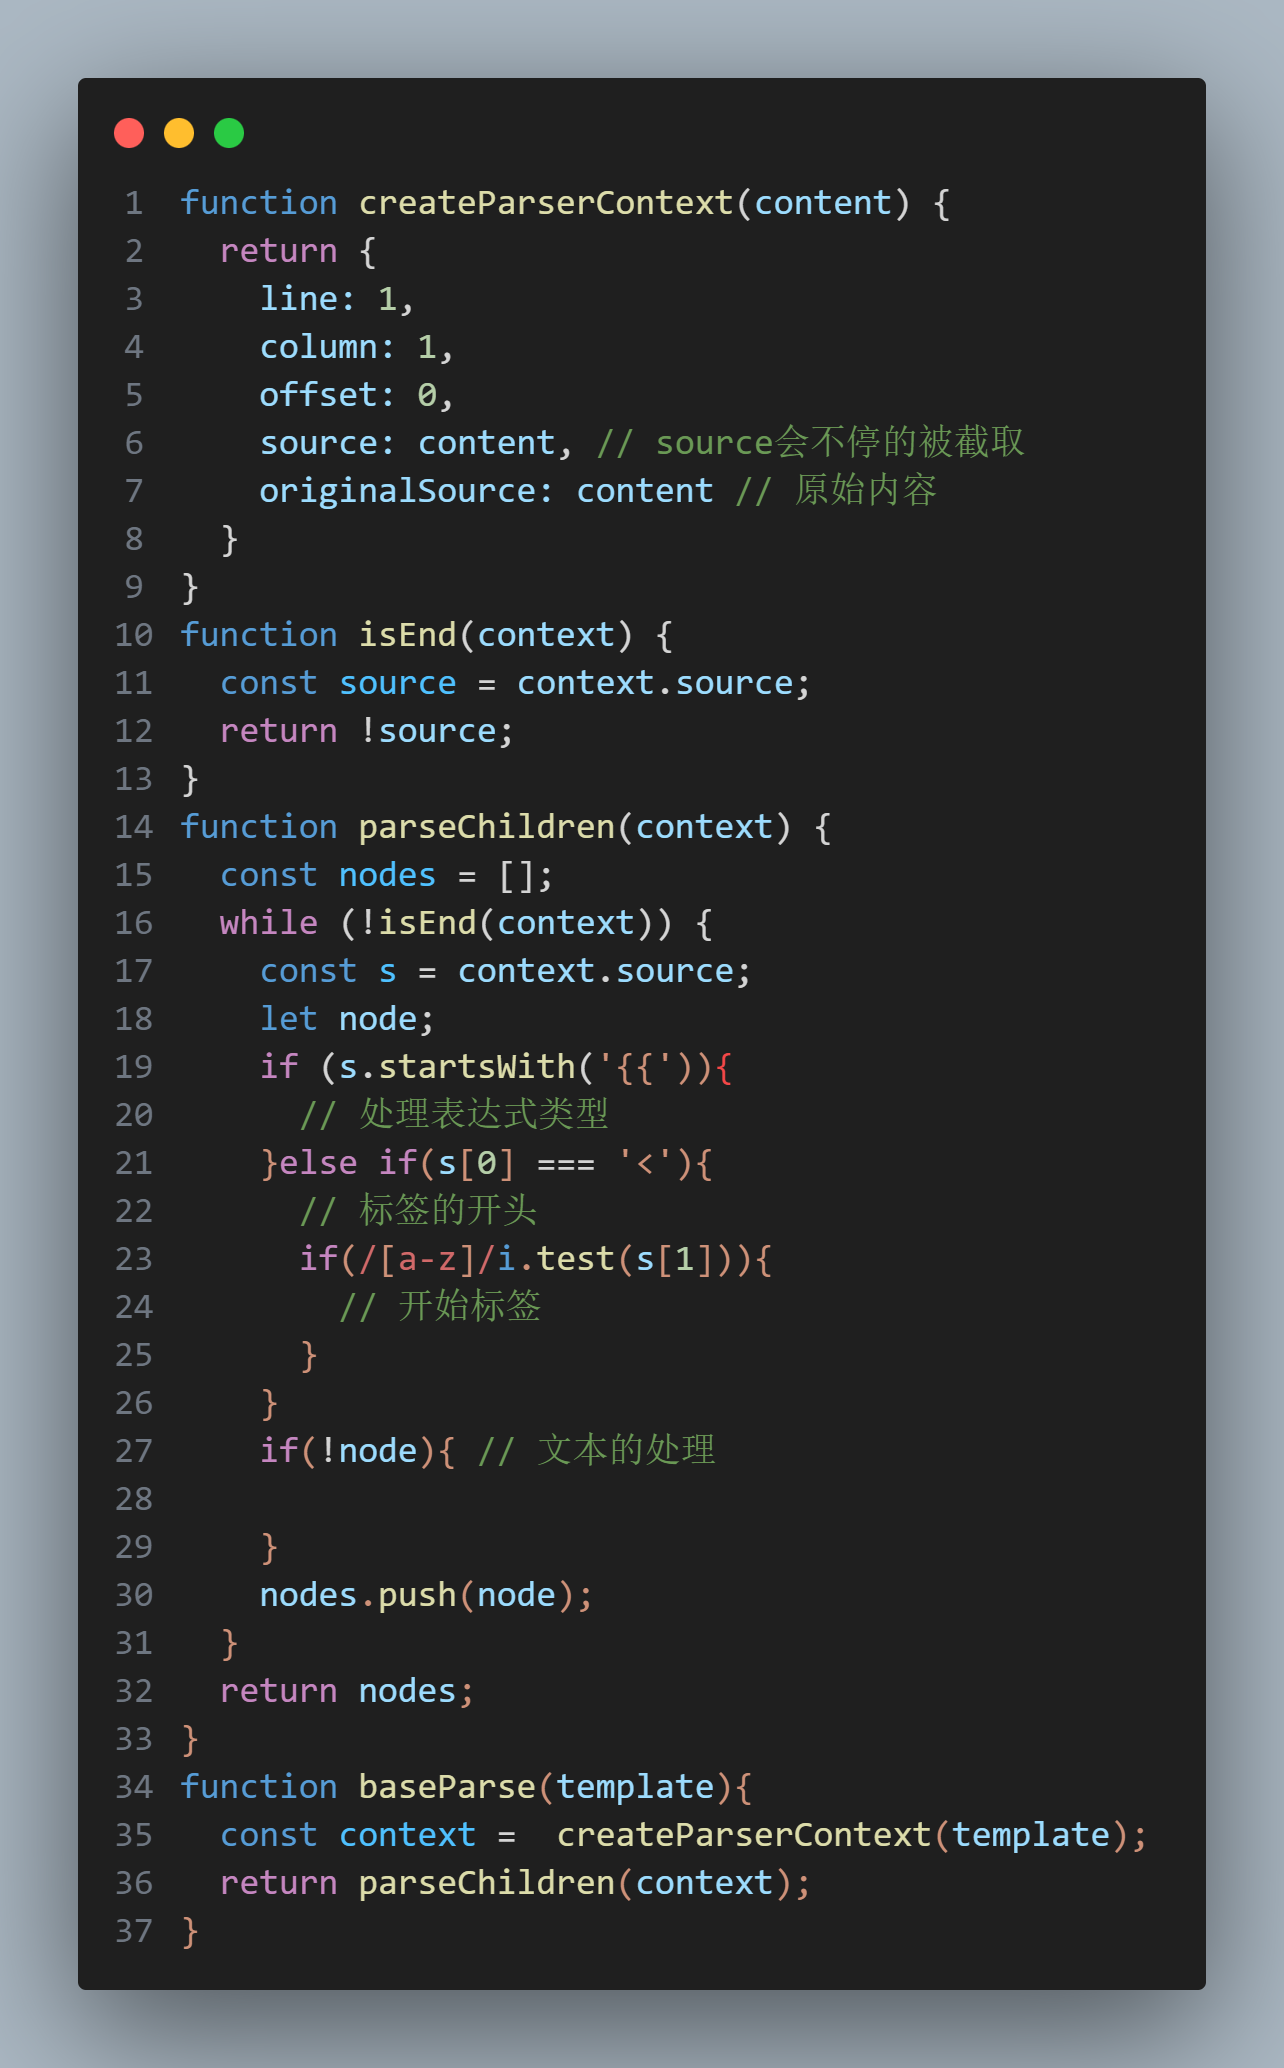 1 function createParserContext(content) {
2   return {
3     line: 1,
4     column: 1,
5     offset: 0,
6     source: content, // source会不停的被截取
7     originalSource: content // 原始内容
8   }
9 }
10 function isEnd(context) {
11   const source = context.source;
12   return !source;
13 }
14 function parseChildren(context) {
15   const nodes = [];
16   while (!isEnd(context)) {
17     const s = context.source;
18     let node;
19     if (s.startsWith('{{')){
20       // 处理表达式类型
21     }else if(s[0] === '<'){
22       // 标签的开头
23       if(/[a-z]/i.test(s[1])){
24         // 开始标签
25       }
26     }
27     if(!node){ // 文本的处理
28
29     }
30     nodes.push(node);
31   }
32   return nodes;
33 }
34 function baseParse(template){
35   const context =  createParserContext(template);
36   return parseChildren(context);
37 }